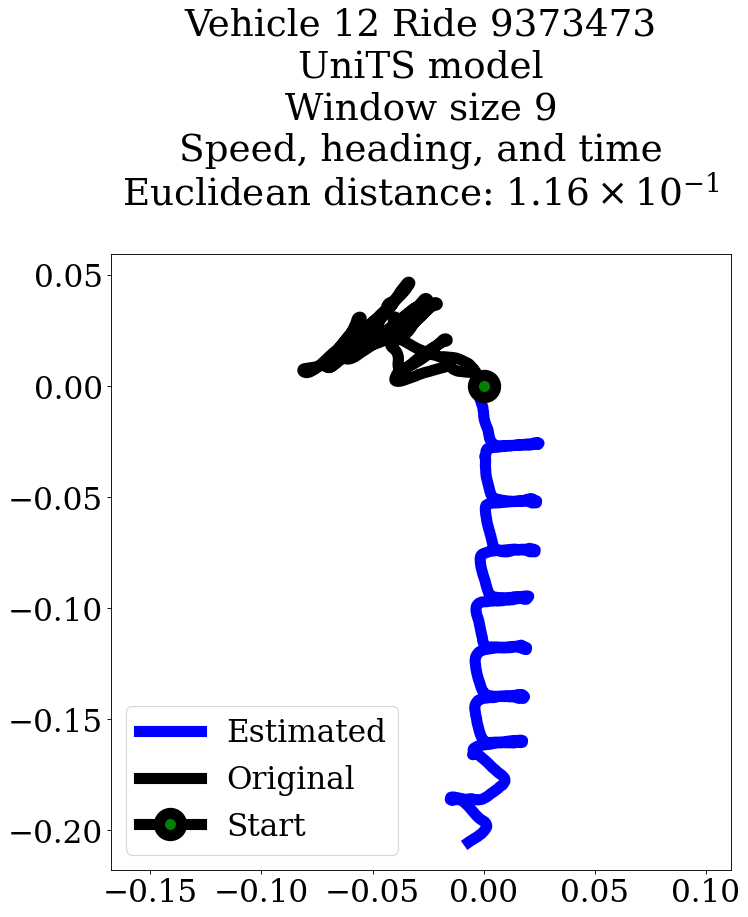 Vehicle 12 Ride 9373473
UniTS model
Window size 9
Speed, heading, and time
Euclidean distance: 1.16 × 10⁻¹
0.05
0.00
−0.05
−0.10
−0.15
−0.20
Estimated
Original
Start
−0.15 −0.10 −0.05 0.00 0.05 0.10